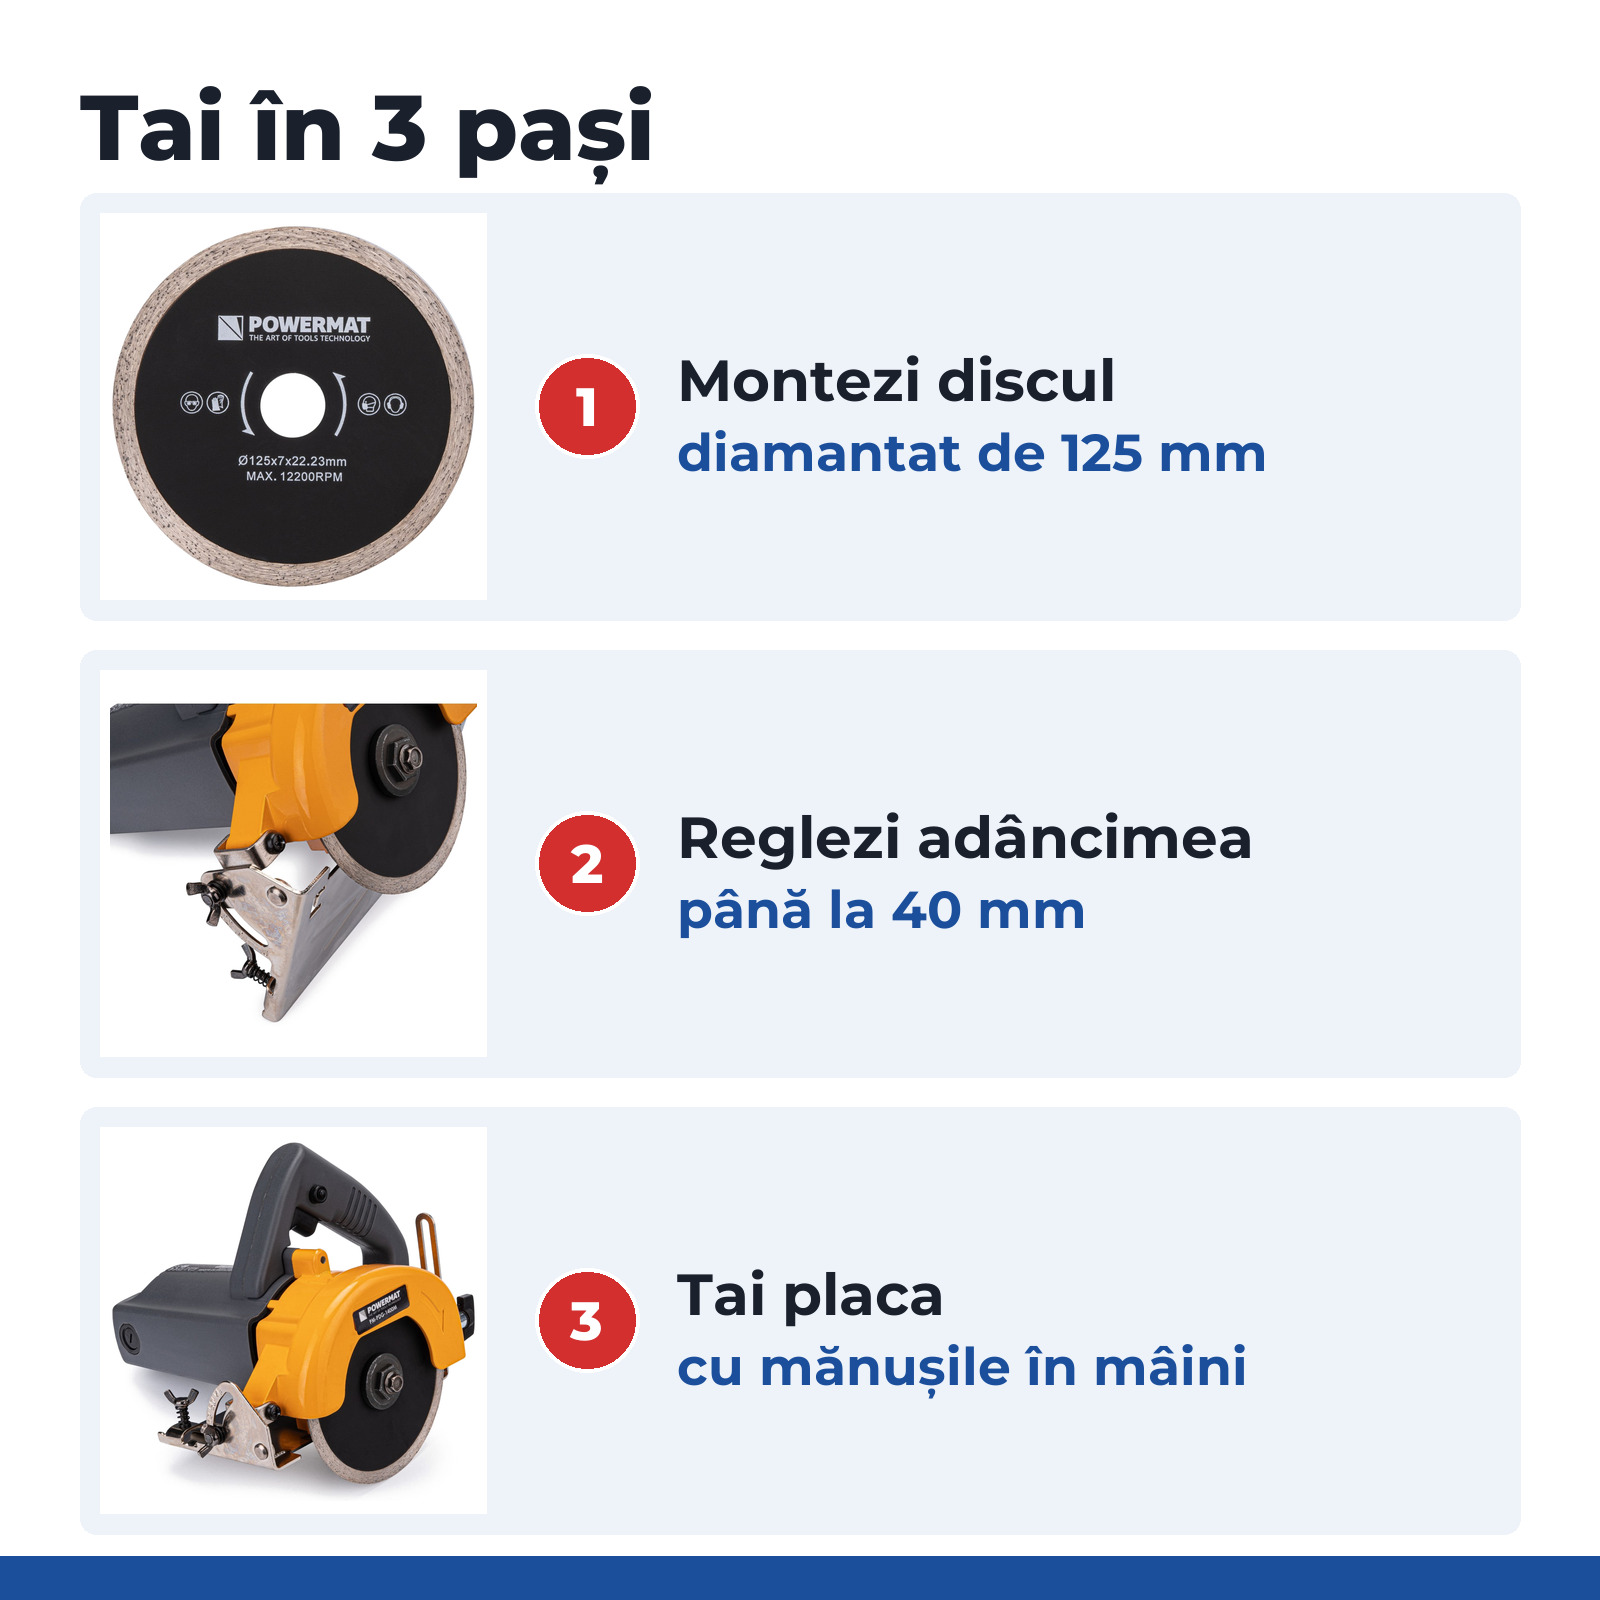 Tai în 3 pași
POWERMAT
THE ART OF TOOLS TECHNOLOGY
Ø125x7x22.23mm
MAX. 12200RPM
1
Montezi discul
diamantat de 125 mm
2
Reglezi adâncimea
până la 40 mm
POWERMAT
3
Tai placa
cu mănușile în mâini